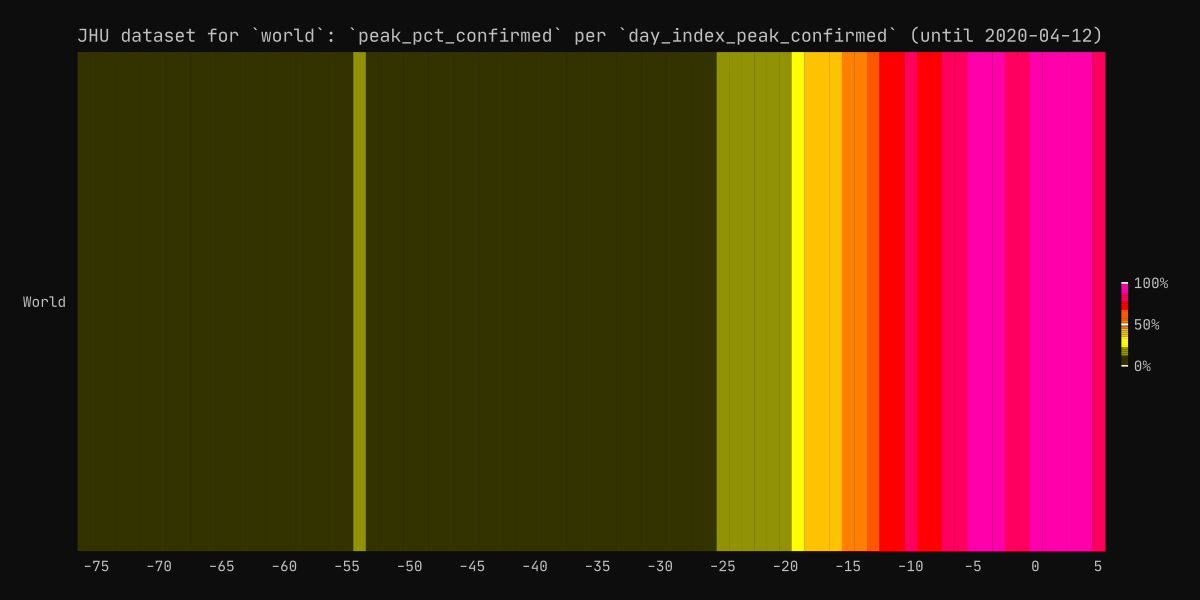 JHU dataset for `world`: `peak_pct_confirmed` per `day_index_peak_confirmed` (until 2020-04-12)
World
100%
50%
0%
-75 -70 -65 -60 -55 -50 -45 -40 -35 -30 -25 -20 -15 -10 -5 0 5